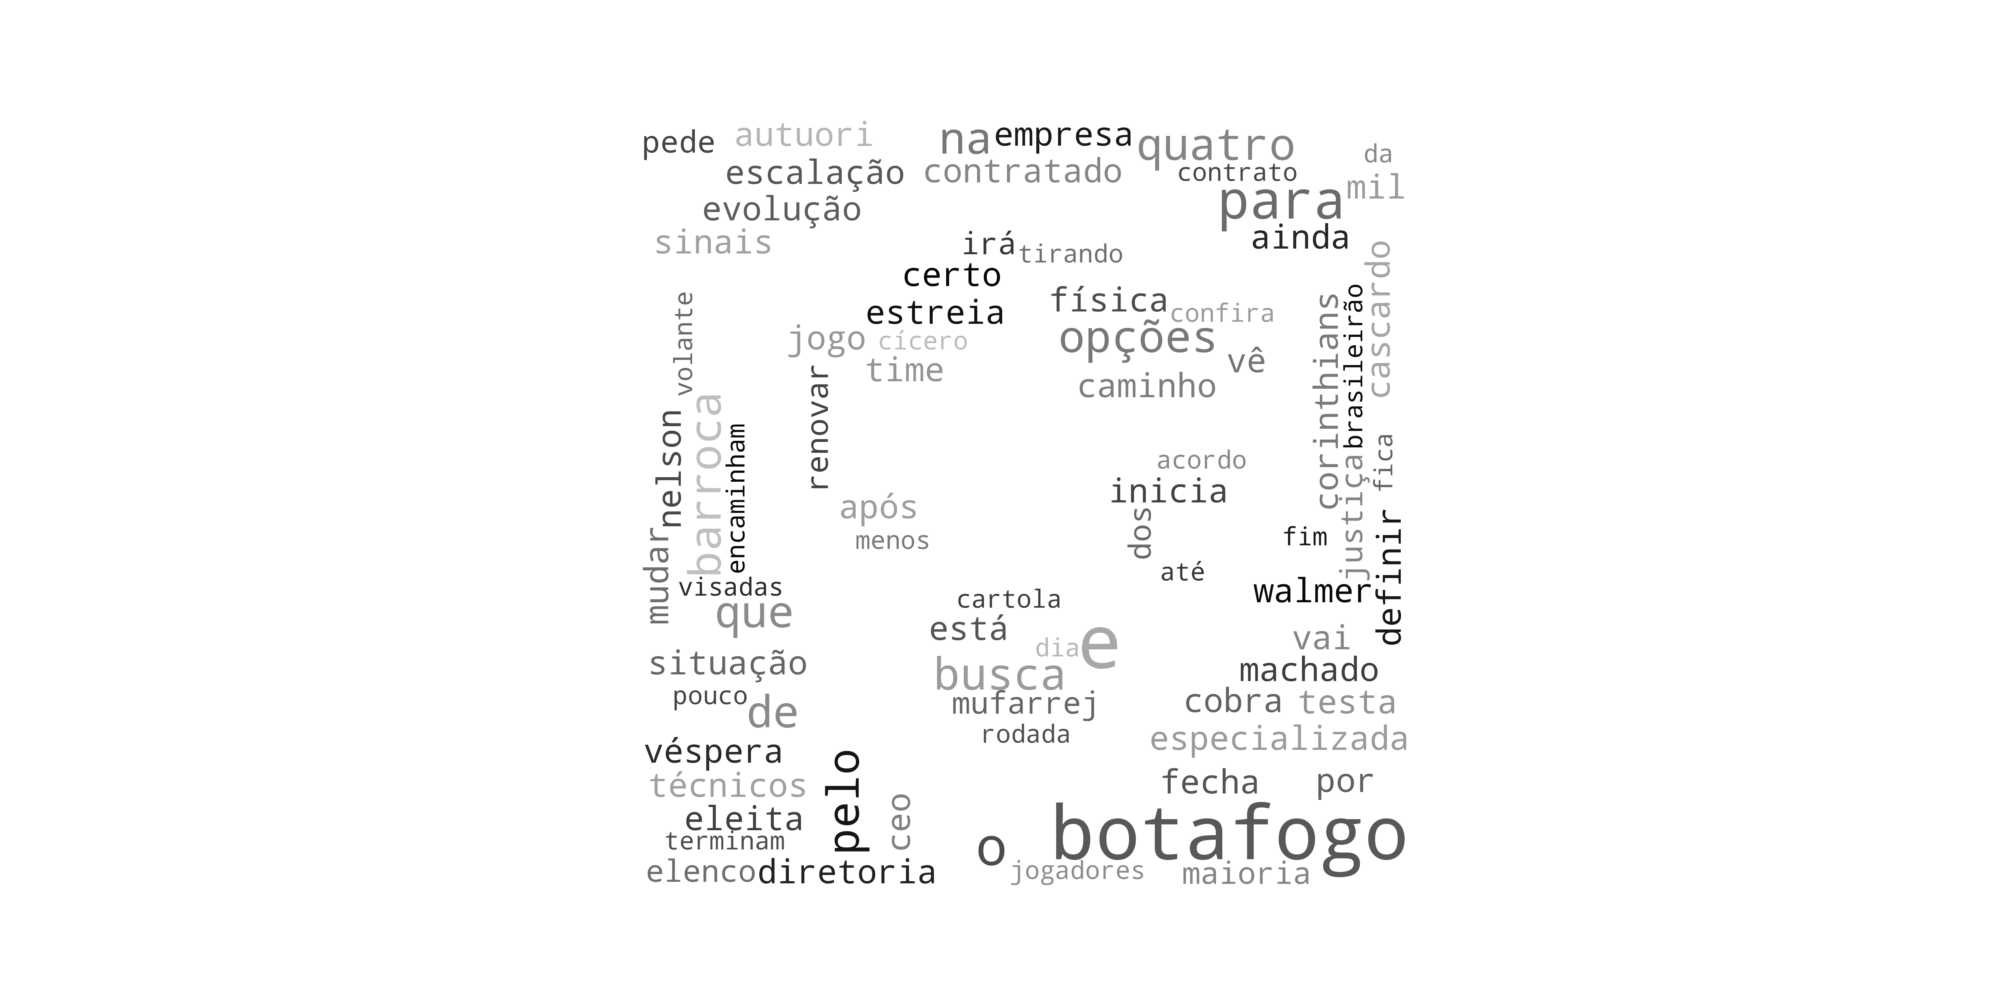 pede
autuori
na
empresa
quatro
da
escalação
contratado
contrato
mil
evolução
para
sinais
ainda
irá
tirando
certo
cascardo
estreia
física
confira
volante
jogo
cícero
opções
corinthians
brasileirão
time
vê
renovar
caminho
barroca
nelson
encaminham
acordo
fica
inicia
justiça
após
menos
dos
fim
definir
mudar
visadas
até
walmer
que
cartola
está
dia
e
vai
situação
busca
machado
pouco
de
mufarrej
cobra
testa
rodada
especializada
véspera
técnicos
pelo
fecha
por
eleita
ceo
botafogo
terminam
o
elenco
diretoria
jogadores
maioria